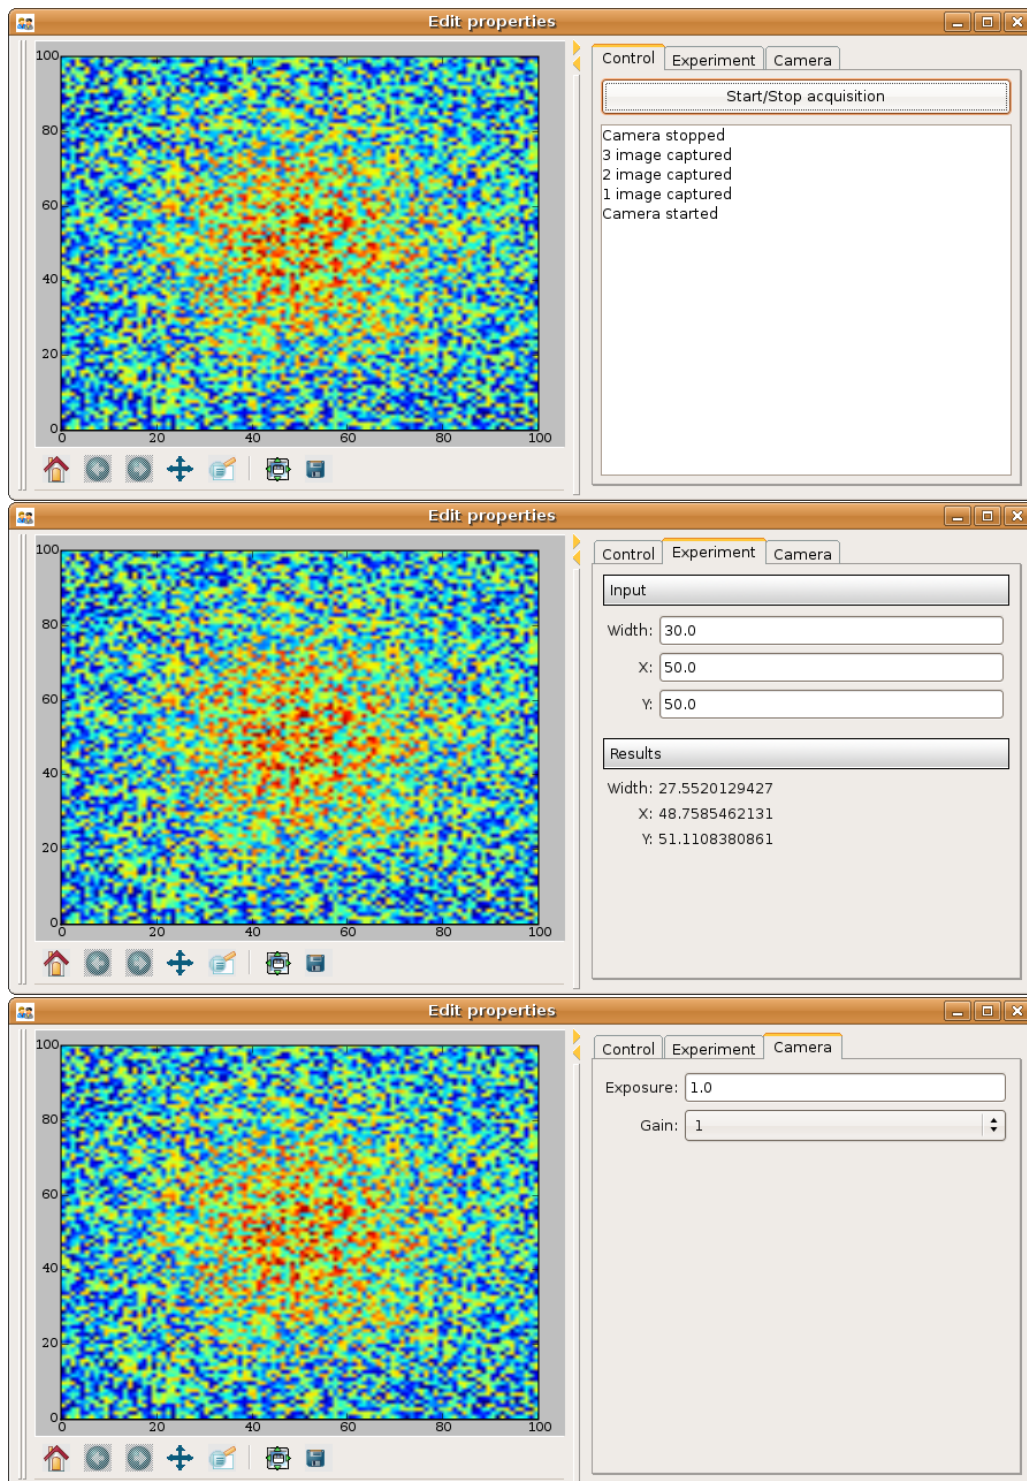 Edit properties
100
80
60
40
20
0
0 20 40 60 80 100
Control Experiment Camera
Start/Stop acquisition
Camera stopped
3 image captured
2 image captured
1 image captured
Camera started
Edit properties
100
80
60
40
20
0
0 20 40 60 80 100
Control Experiment Camera
Input
Width: 30.0
X: 50.0
Y: 50.0
Results
Width: 27.5520129427
X: 48.7585462131
Y: 51.1108380861
Edit properties
100
80
60
40
20
0
0 20 40 60 80 100
Control Experiment Camera
Exposure: 1.0
Gain: 1